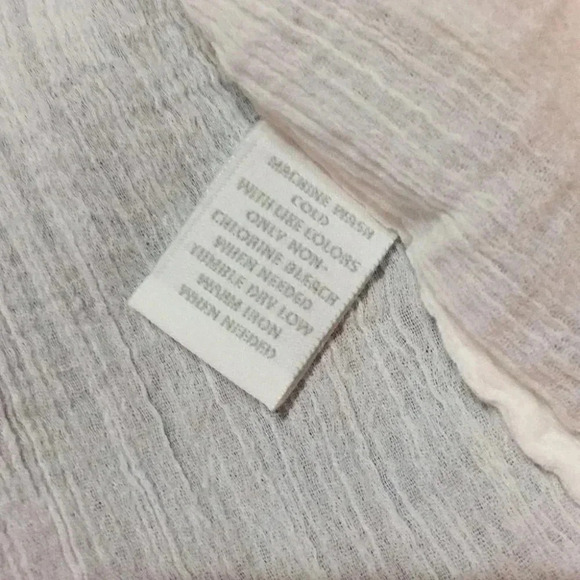 MACHINE WASH
COLD
WITH LIKE COLORS
ONLY NON-
CHLORINE BLEACH
WHEN NEEDED
TUMBLE DRY LOW
WARM IRON
WHEN NEEDED